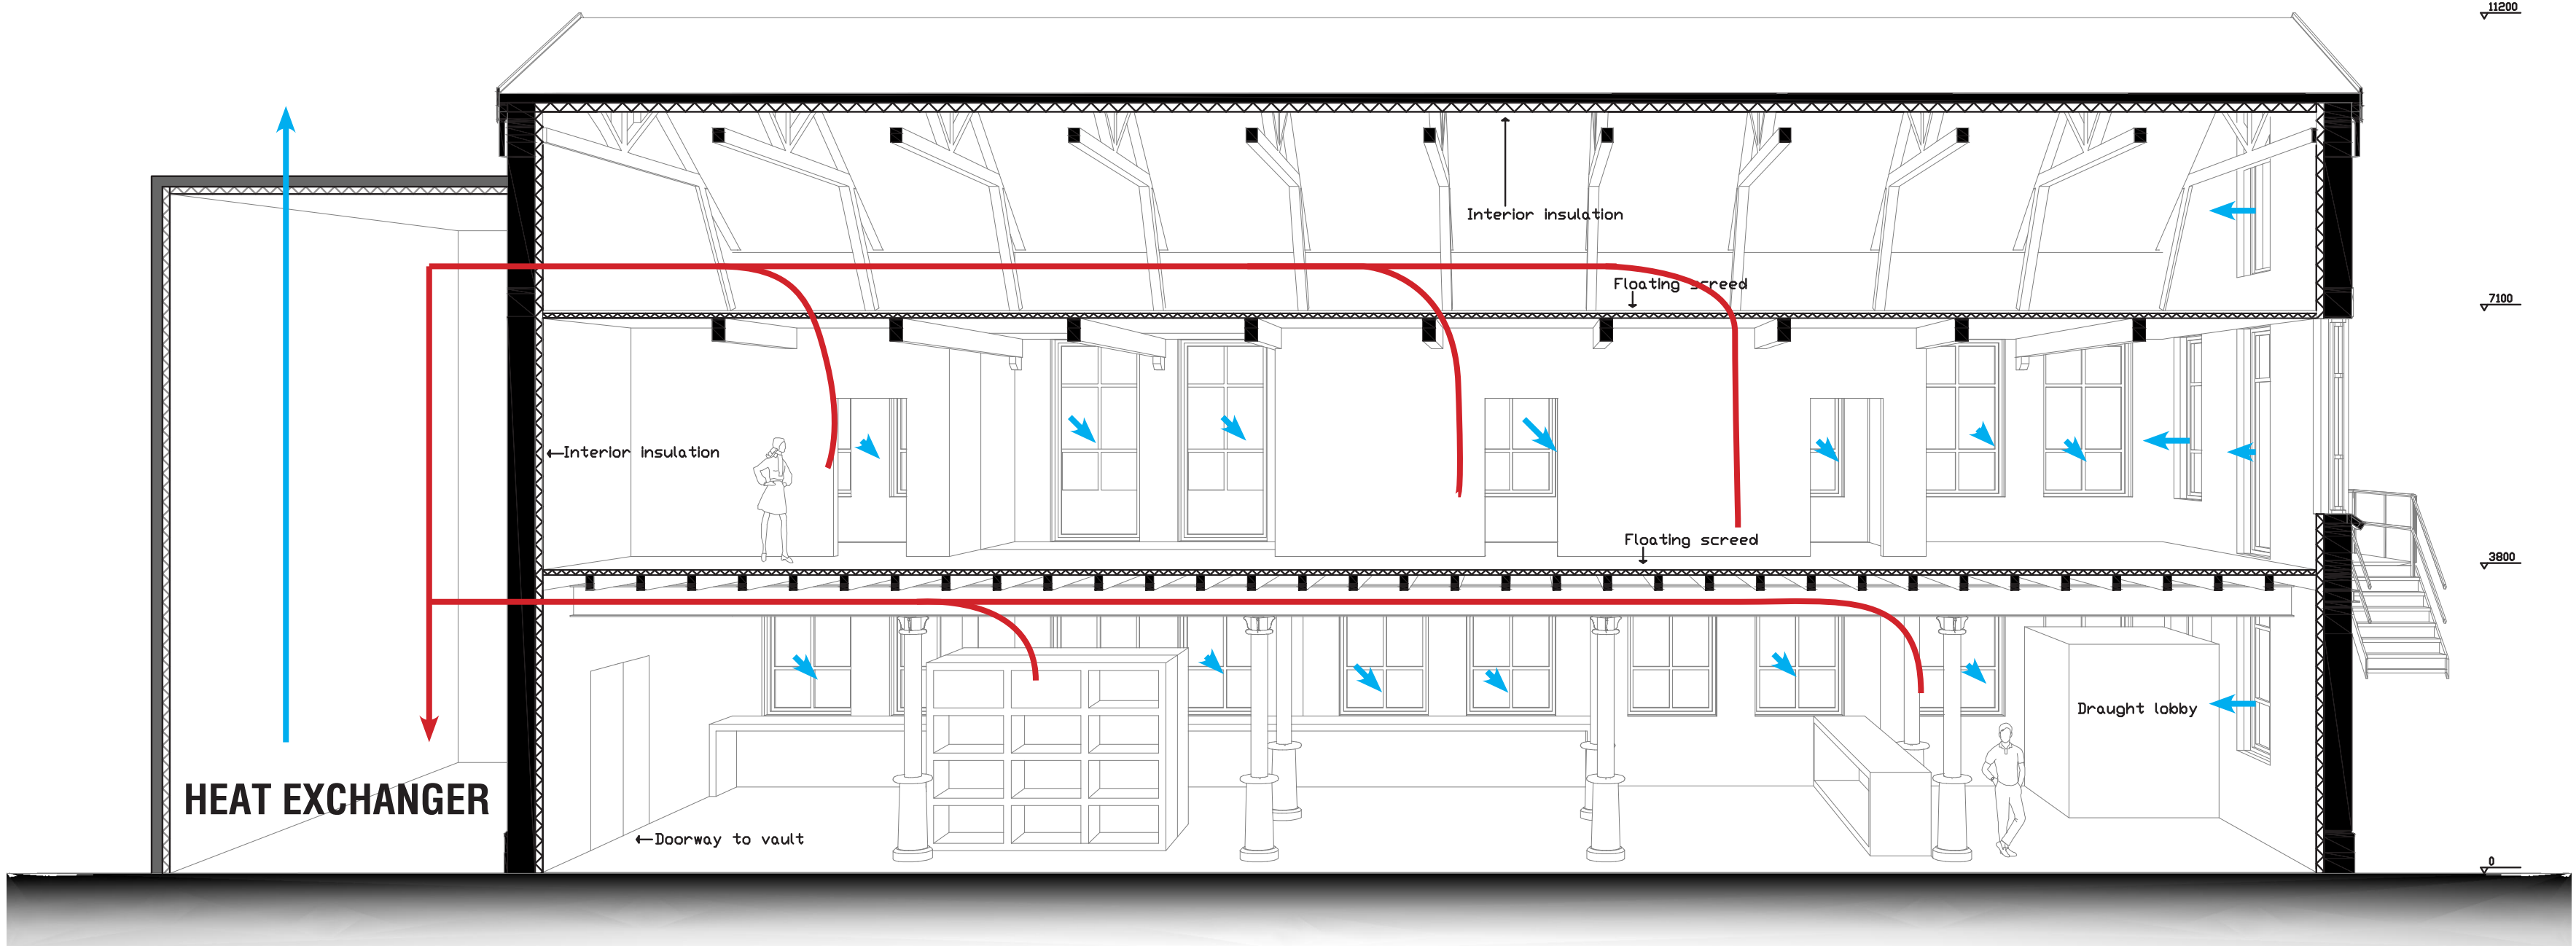 11200
Interior insulation
Floating screed
7100
Interior insulation
Floating screed
3800
Draught lobby
HEAT EXCHANGER
Doorway to vault
0